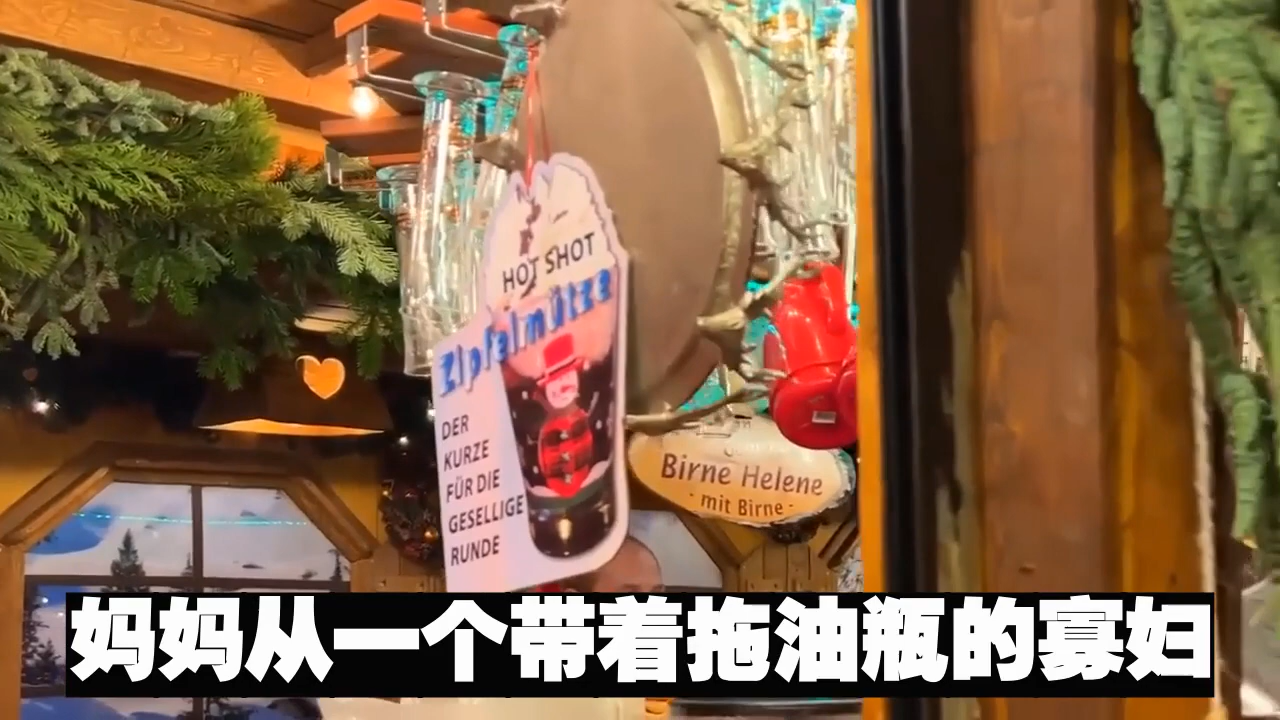 HOT SHOT
Zipfelmütze
DER
KURZE
FÜR DIE
GESELLIGE
RUNDE
Birne Helene
- mit Birne -
妈妈从一个带着拖油瓶的寡妇